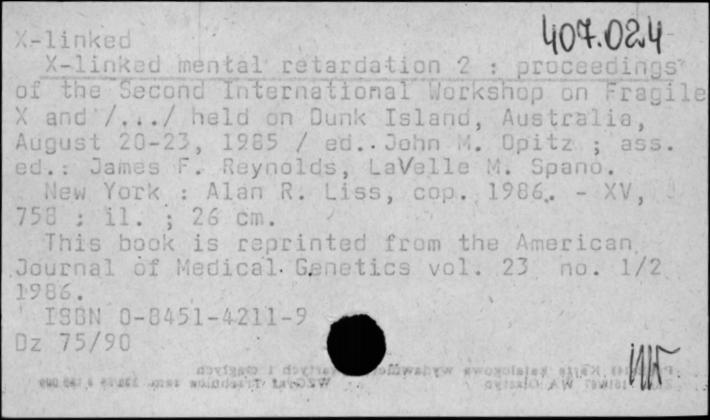 407.024
X-linked
X-linked mental retardation 2 : proceedings
of the Second International Workshop on Fragile
X and /.../ held on Dunk Island, Australia,
August 20-23, 1985 / ed.. John M. Opitz ; ass.
ed.: James F. Reynolds, LaVelle M. Spano.
New York : Alan R. Liss, cop. 1986. - XV,
758 : il. ; 26 cm.
This book is reprinted from the American
Journal of Medical Genetics vol. 23 no. 1/2
1986.
ISBN 0-8451-4211-9
Dz 75/90